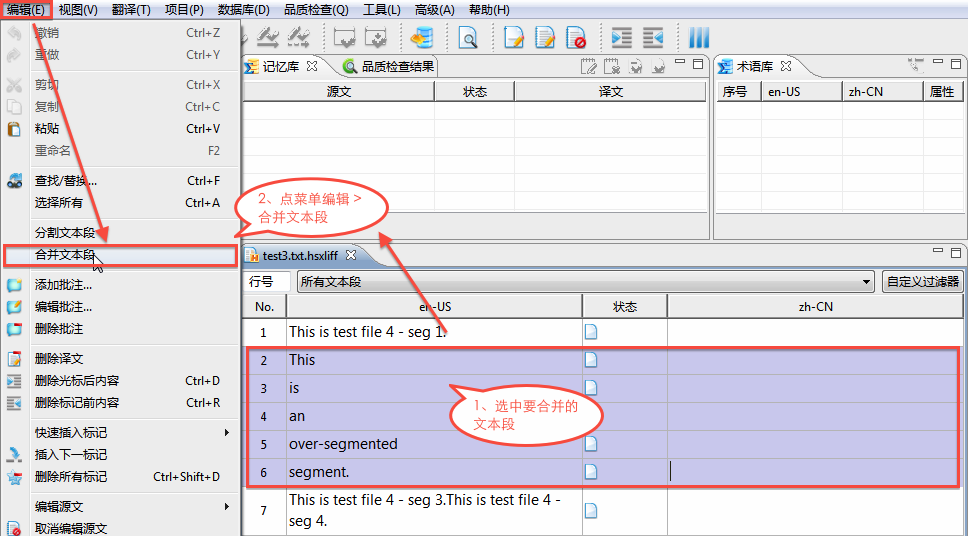 编辑(E) 视图(V) 翻译(T) 项目(P) 数据库(D) 品质检查(Q) 工具(L) 高级(A) 帮助(H)
撤销 Ctrl+Z
重做 Ctrl+Y
剪切 Ctrl+X
复制 Ctrl+C
粘贴 Ctrl+V
重命名 F2
查找/替换... Ctrl+F
选择所有 Ctrl+A
分割文本段
合并文本段
添加批注...
编辑批注...
删除批注
删除译文
删除光标后内容 Ctrl+D
删除标记前内容 Ctrl+R
快速插入标记
插入下一标记
删除所有标记 Ctrl+Shift+D
编辑源文
取消编辑源文
记忆库 品质检查结果
源文 状态 译文
术语库
序号 en-US zh-CN 属性
2、点菜单编辑 >
合并文本段
test3.txt.hsxliff
行号 所有文本段 自定义过滤器
No. en-US 状态 zh-CN
1 This is test file 4 - seg 1.
2 This
3 is
4 an
5 over-segmented
6 segment.
1、选中要合并的
文本段
7 This is test file 4 - seg 3.This is test file 4 -
seg 4.